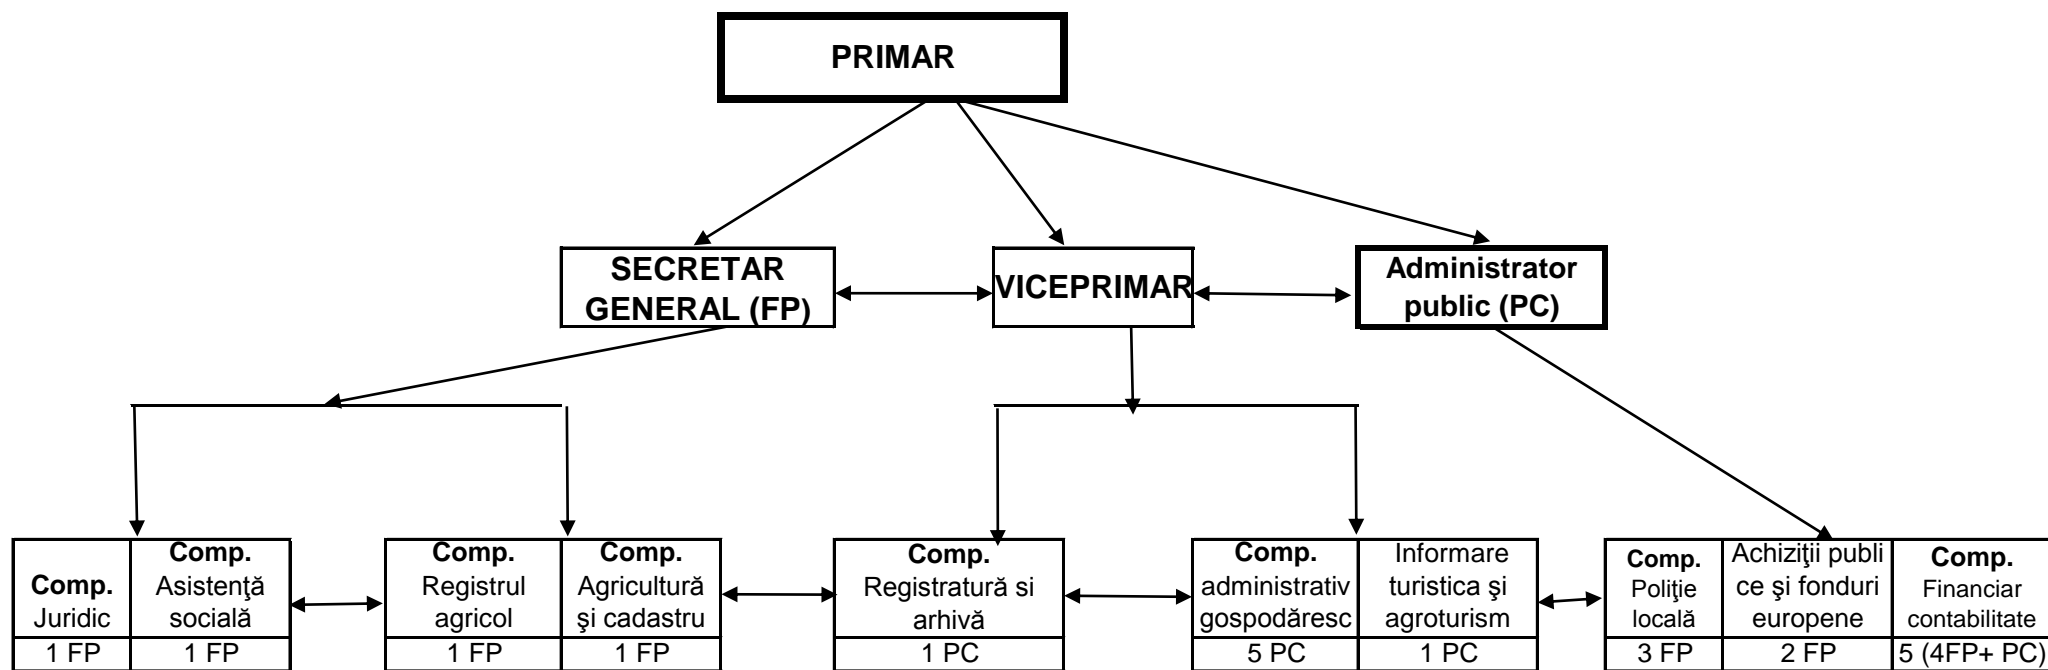 PRIMAR
SECRETAR
GENERAL (FP)
VICEPRIMAR
Administrator
public (PC)
Comp.
Juridic
1 FP
Comp.
Asistenţă
socială
1 FP
Comp.
Registrul
agricol
1 FP
Comp.
Agricultură
şi cadastru
1 FP
Comp.
Registratură si
arhivă
1 PC
Comp.
administrativ
gospodăresc
5 PC
Informare
turistica şi
agroturism
1 PC
Comp.
Poliţie
locală
3 FP
Achiziţii publi
ce şi fonduri
europene
2 FP
Comp.
Financiar
contabilitate
5 (4FP+ PC)